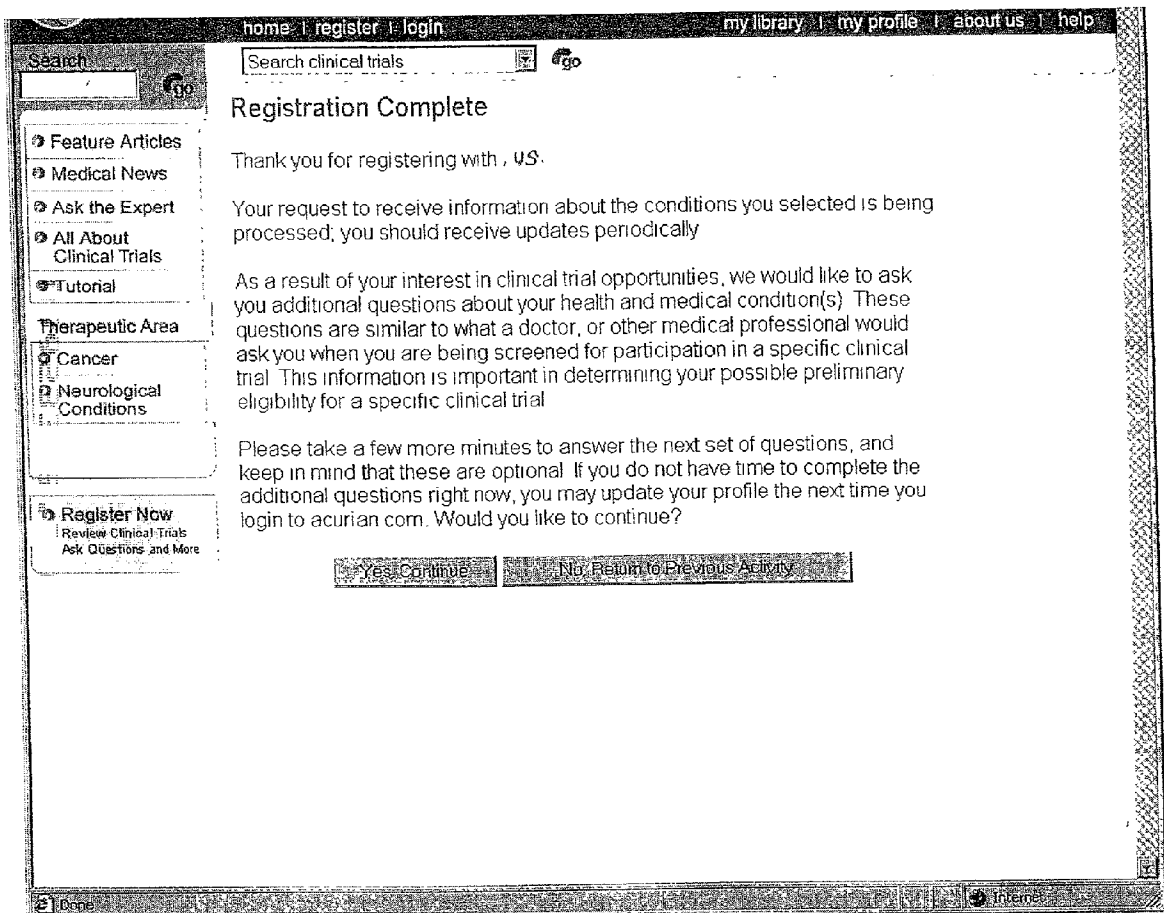 home | register | login
my library | my profile | about us | help
Search
Search clinical trials
go
go
Registration Complete
Feature Articles
Medical News
Ask the Expert
All About
Clinical Trials
Tutorial
Therapeutic Area
Cancer
Neurological
Conditions
Register Now
Review Clinical Trials
Ask Questions and More
Thank you for registering with , US.
Your request to receive information about the conditions you selected is being
processed; you should receive updates periodically
As a result of your interest in clinical trial opportunities, we would like to ask
you additional questions about your health and medical condition(s) These
questions are similar to what a doctor, or other medical professional would
ask you when you are being screened for participation in a specific clinical
trial This information is important in determining your possible preliminary
eligibility for a specific clinical trial
Please take a few more minutes to answer the next set of questions, and
keep in mind that these are optional If you do not have time to complete the
additional questions right now, you may update your profile the next time you
login to acurian com. Would you like to continue?
Yes, Continue
No, Return to Previous Activity
Done
Internet